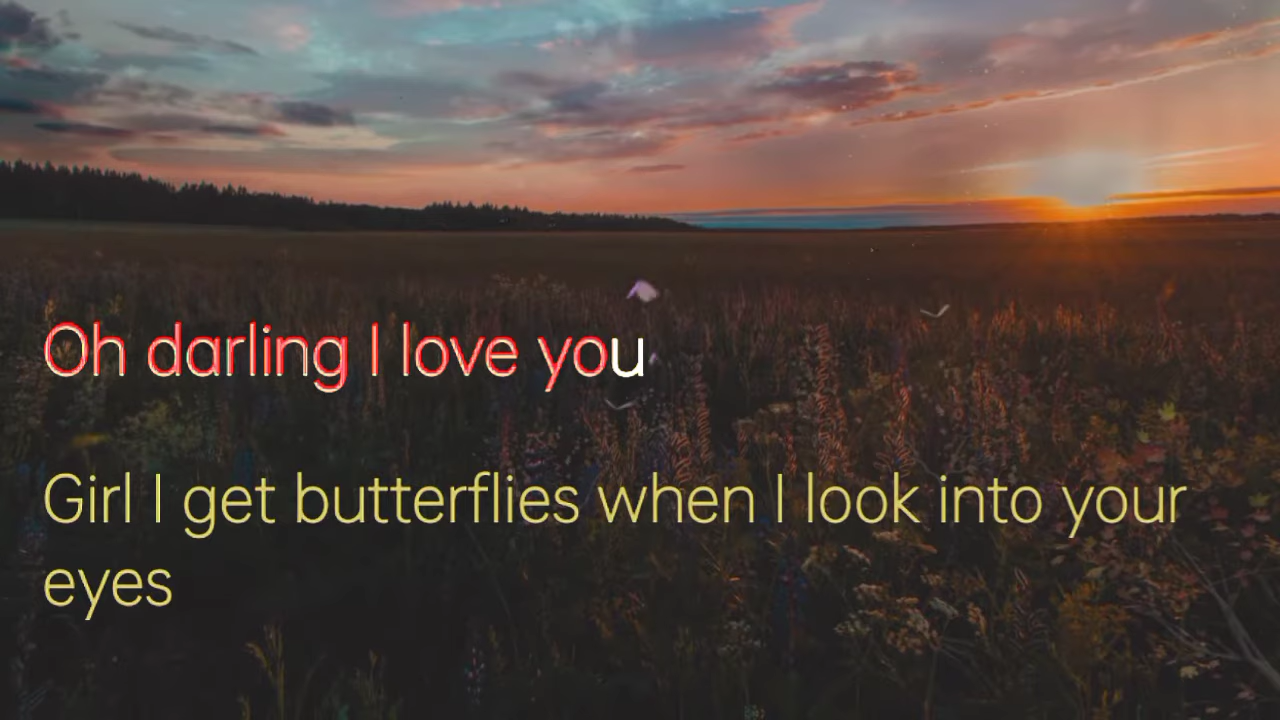 Oh darling I love you
Girl I get butterflies when I look into your
eyes